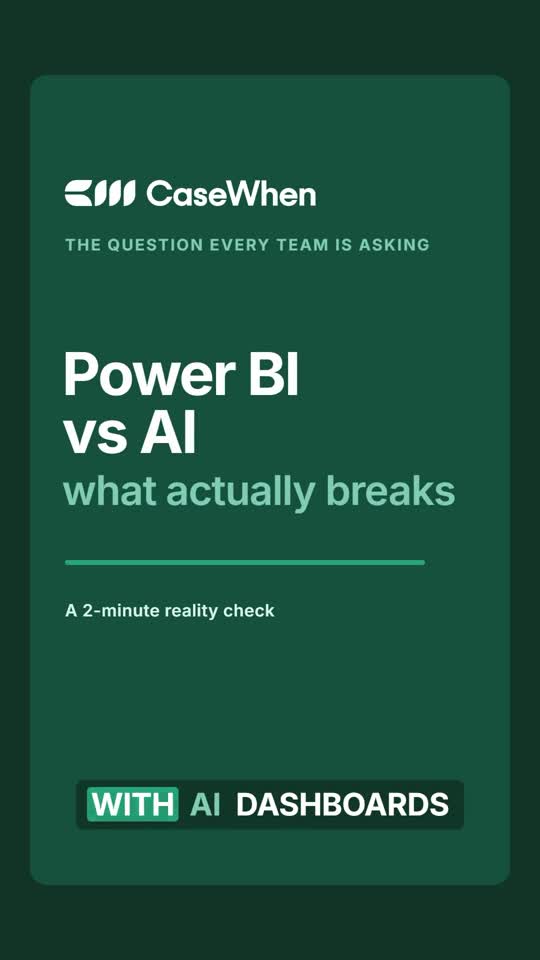 CaseWhen
THE QUESTION EVERY TEAM IS ASKING
Power BI
vs AI
what actually breaks
A 2-minute reality check
WITH AI DASHBOARDS